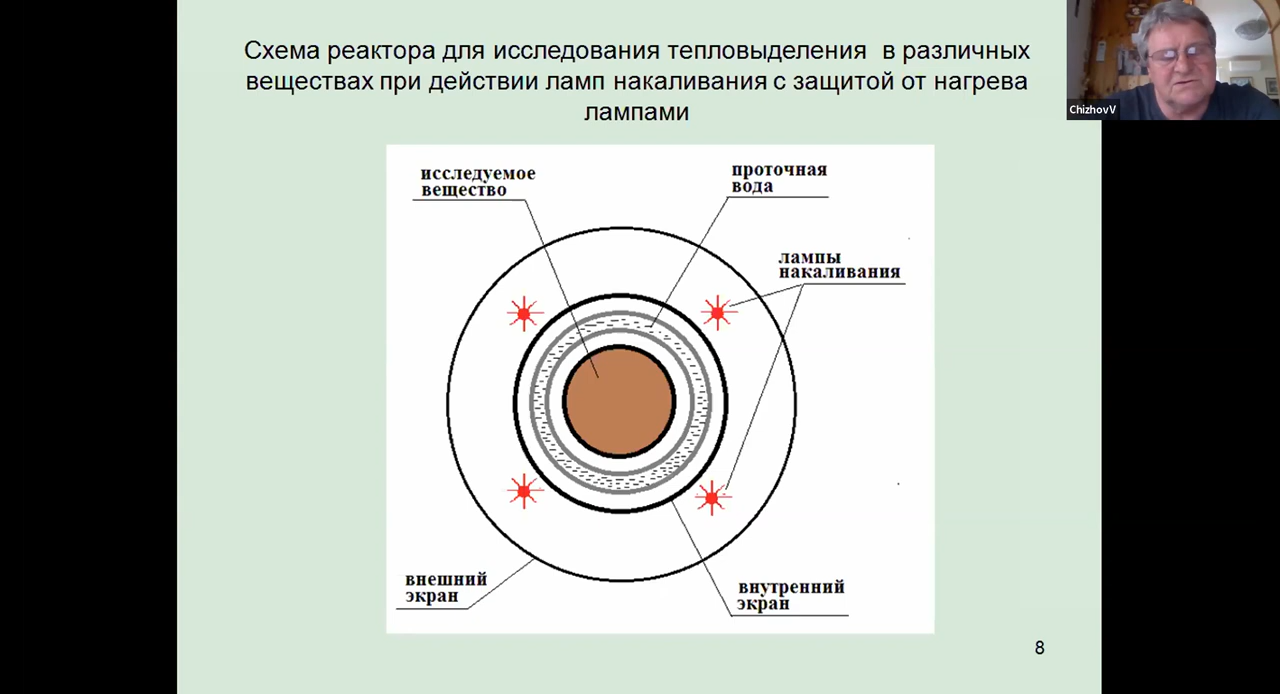 Схема реактора для исследования тепловыделения в различных
веществах при действии ламп накаливания с защитой от нагрева
лампами
ChizhovV
исследуемое
вещество
проточная
вода
лампы
накаливания
внешний
экран
внутренний
экран
8